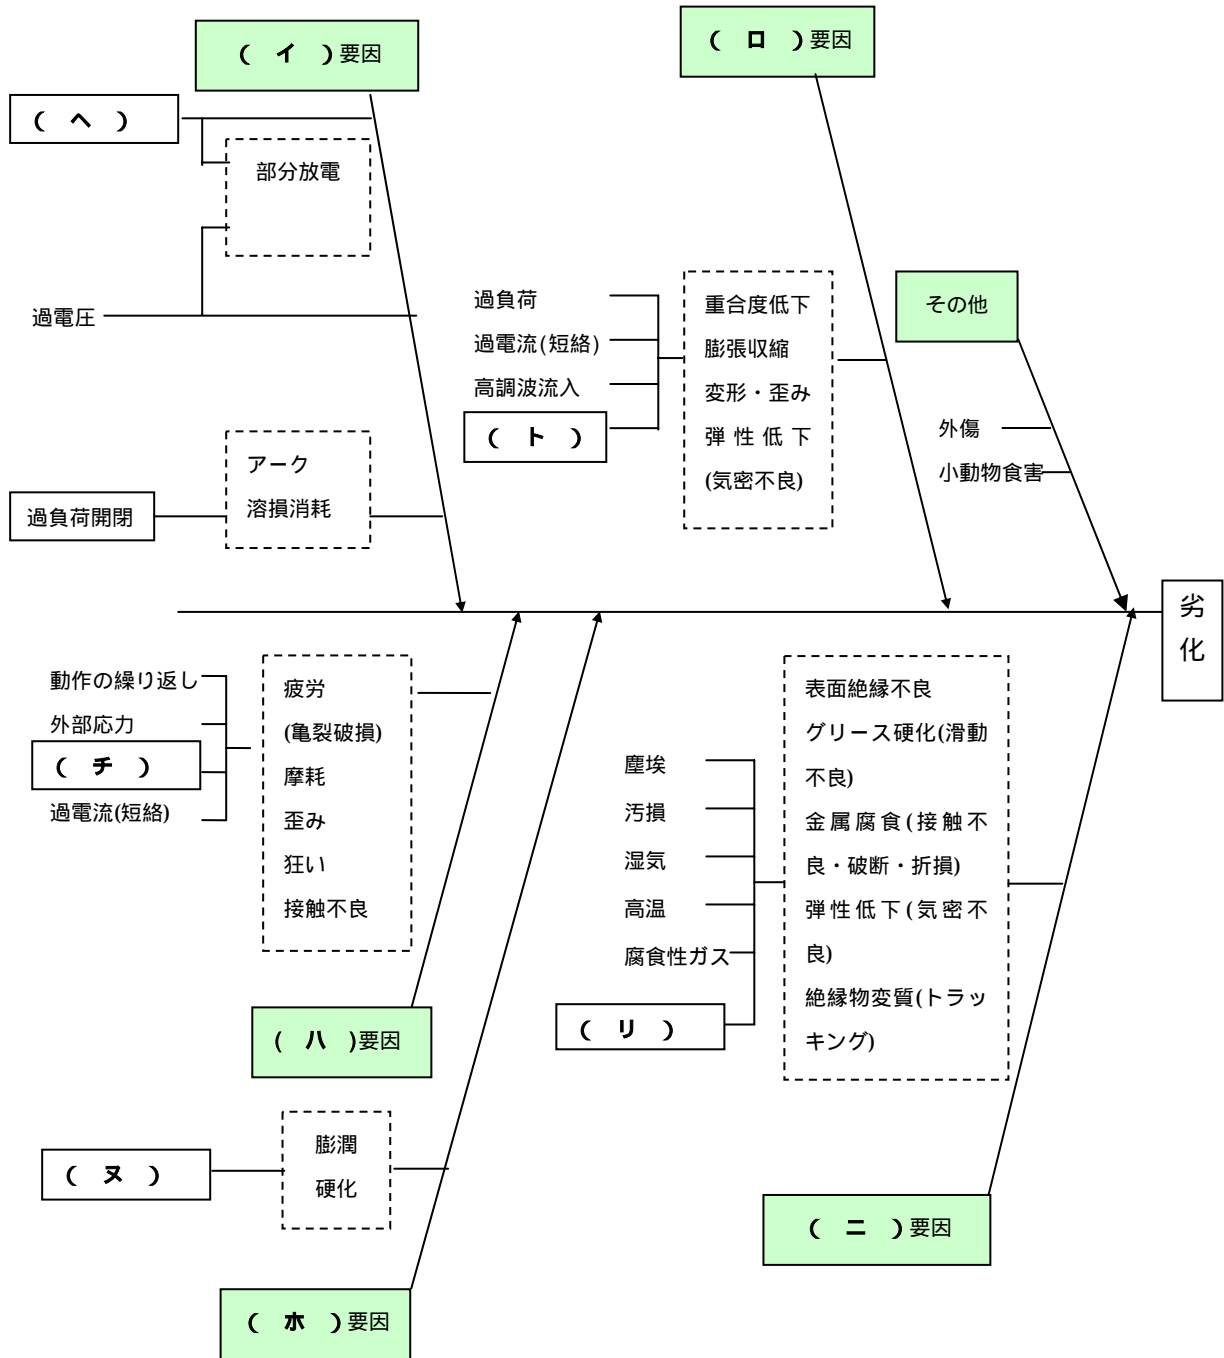 ( イ )要因
( ロ )要因
( ヘ )
部分放電
過電圧
過負荷
過電流(短絡)
高調波流入
( ト )
重合度低下
膨張収縮
変形・歪み
弾性低下
(気密不良)
その他
外傷
小動物食害
アーク
溶損消耗
過負荷開閉
劣
化
動作の繰り返し
外部応力
( チ )
過電流(短絡)
疲労
(亀裂破損)
摩耗
歪み
狂い
接触不良
( ハ )要因
塵埃
汚損
湿気
高温
腐食性ガス
( リ )
表面絶縁不良
グリース硬化(滑動
不良)
金属腐食(接触不
良・破断・折損)
弾性低下(気密不
良)
絶縁物変質(トラッ
キング)
( ヌ )
膨潤
硬化
( ニ )要因
( ホ )要因